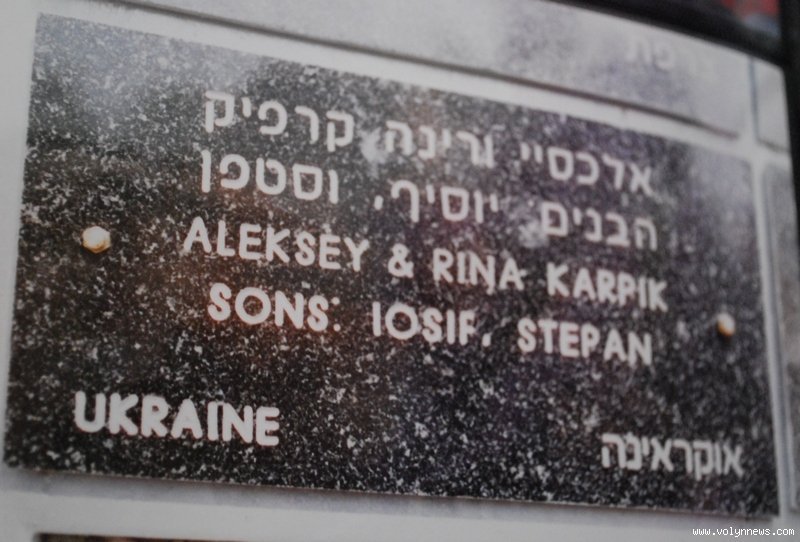 אלכסיי ורינה קרפיק
הבנים: יוסיף, וסטפן
ALEKSEY & RINA KARPIK
SONS: IOSIF, STEPAN
UKRAINE
אוקראינה
www.volynnews.com